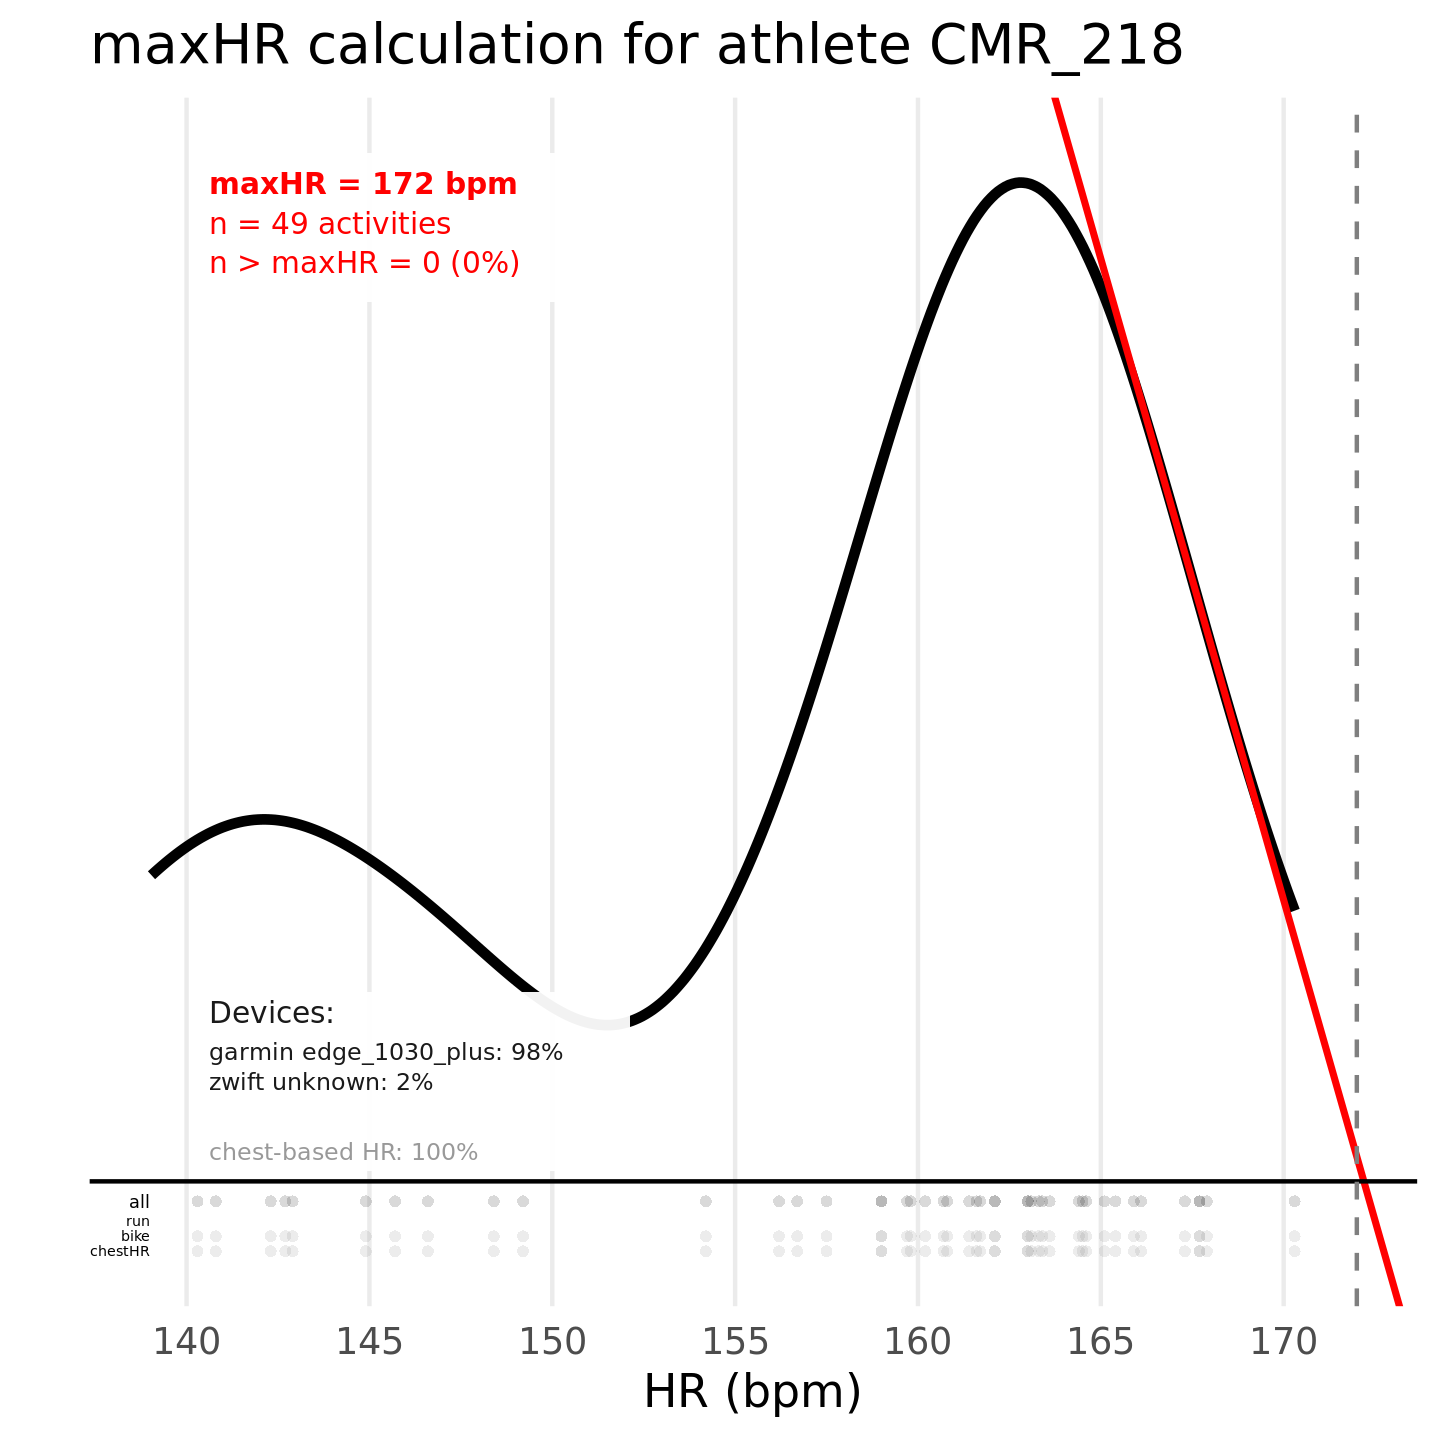 maxHR calculation for athlete CMR_218
maxHR = 172 bpm
n = 49 activities
n > maxHR = 0 (0%)
Devices:
garmin edge_1030_plus: 98%
zwift unknown: 2%
chest-based HR: 100%
all
run
bike
chestHR
140 145 150 155 160 165 170
HR (bpm)